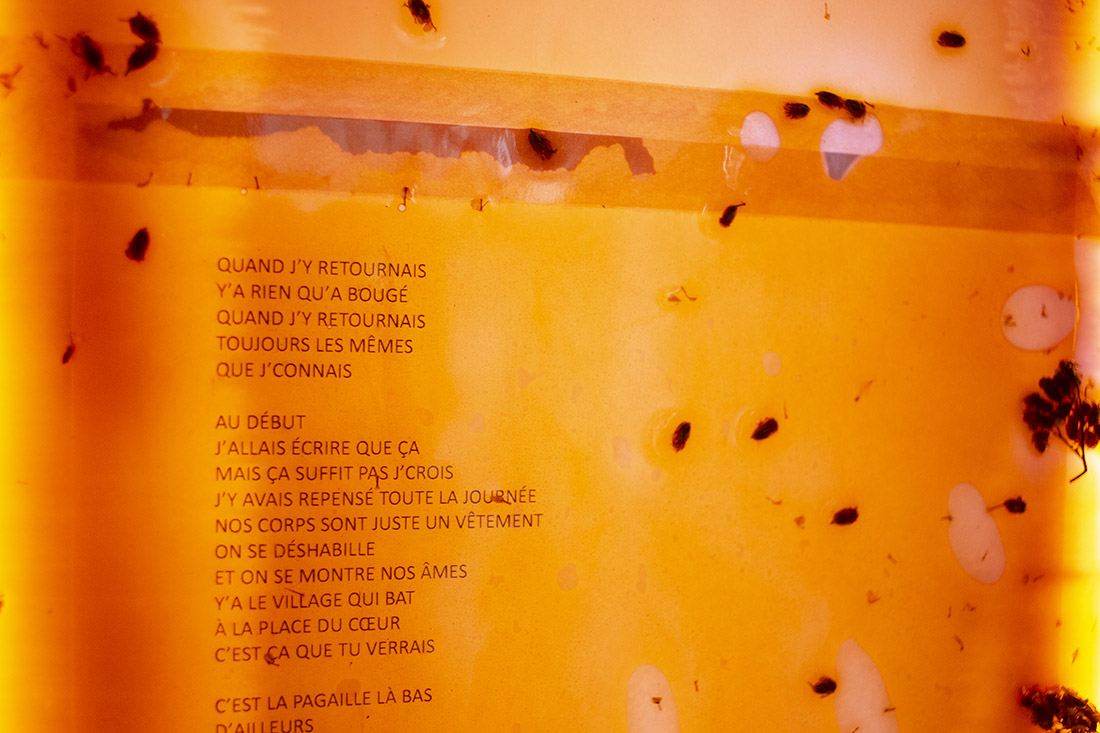 QUAND J'Y RETOURNAIS
Y'A RIEN QU'A BOUGÉ
QUAND J'Y RETOURNAIS
TOUJOURS LES MÊMES
QUE J'CONNAIS
AU DÉBUT
J'ALLAIS ÉCRIRE QUE ÇA
MAIS ÇA SUFFIT PAS J'CROIS
J'Y AVAIS REPENSÉ TOUTE LA JOURNÉE
NOS CORPS SONT JUSTE UN VÊTEMENT
ON SE DÉSHABILLE
ET ON SE MONTRE NOS ÂMES
Y'A LE VILLAGE QUI BAT
À LA PLACE DU CŒUR
C'EST ÇA QUE TU VERRAIS
C'EST LA PAGAILLE LÀ BAS
D'AILLEURS